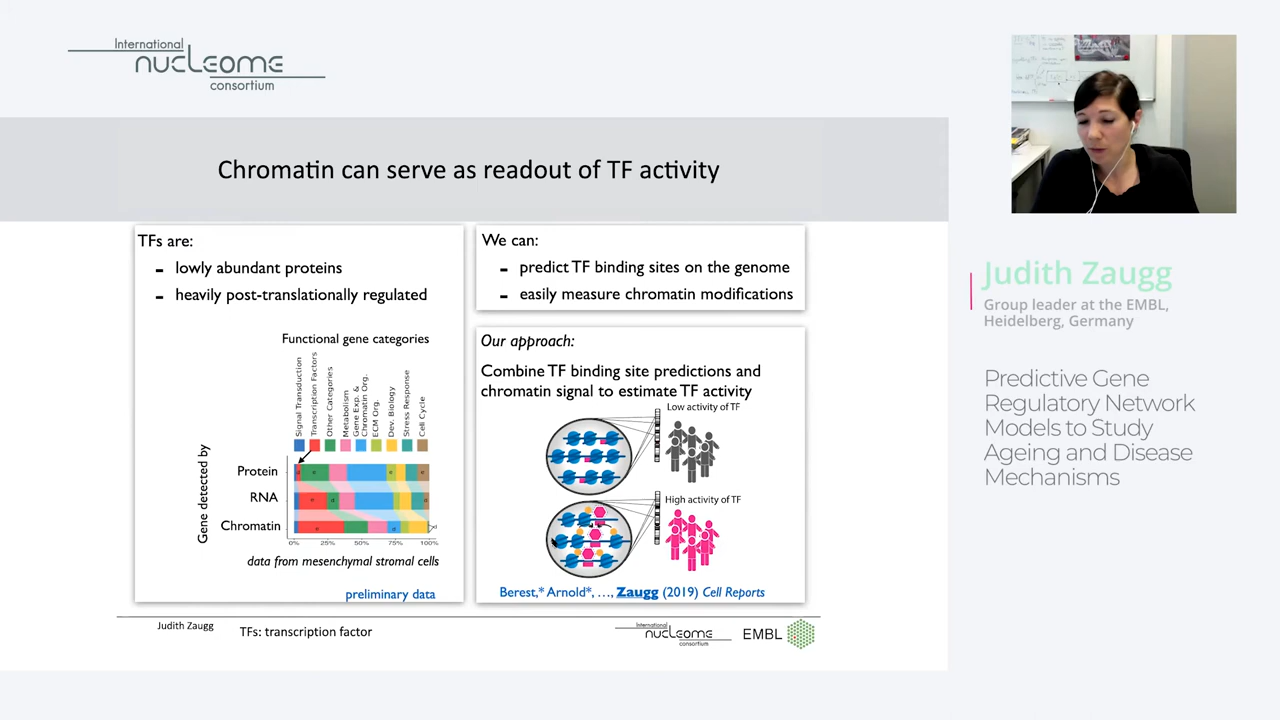 International
nucleome
consortium
Chromatin can serve as readout of TF activity
TFs are:
- lowly abundant proteins
- heavily post-translationally regulated
Functional gene categories
Signal Transduction
Transcription Factors
Other Categories
Metabolism
Gene Exp. &
Chromatin Org.
ECM Org.
Dev. Biology
Stress Response
Cell Cycle
Gene detected by
Protein
RNA
Chromatin
0% 25% 50% 75% 100%
data from mesenchymal stromal cells
preliminary data
We can:
- predict TF binding sites on the genome
- easily measure chromatin modifications
Our approach:
Combine TF binding site predictions and
chromatin signal to estimate TF activity
Low activity of TF
High activity of TF
Berest,* Arnold*, ..., Zaugg (2019) Cell Reports
Judith Zaugg
TFs: transcription factor
International
nucleome
consortium
EMBL
Judith Zaugg
Group leader at the EMBL,
Heidelberg, Germany
Predictive Gene
Regulatory Network
Models to Study
Ageing and Disease
Mechanisms